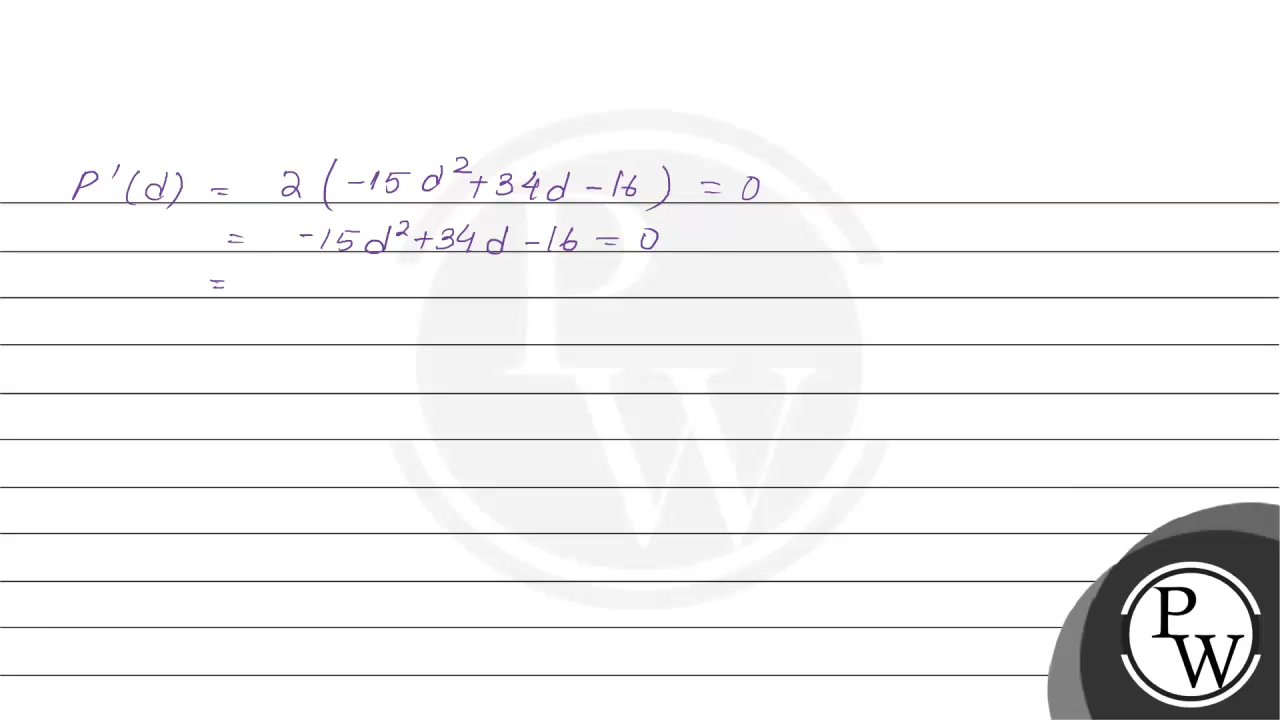 P'(d) = 2 (-15d²+34d-16) = 0
= -15d²+34d-16 = 0
=
P
W
P
W